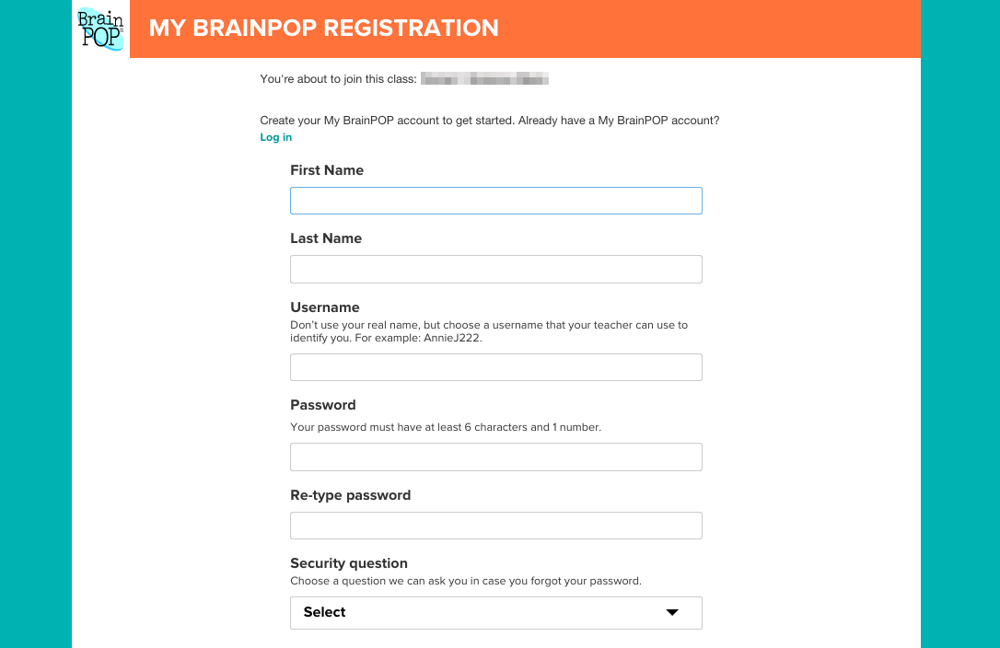 Brain
POP
MY BRAINPOP REGISTRATION
You're about to join this class:
Create your My BrainPOP account to get started. Already have a My BrainPOP account?
Log in
First Name
Last Name
Username
Don't use your real name, but choose a username that your teacher can use to
identify you. For example: AnnieJ222.
Password
Your password must have at least 6 characters and 1 number.
Re-type password
Security question
Choose a question we can ask you in case you forgot your password.
Select